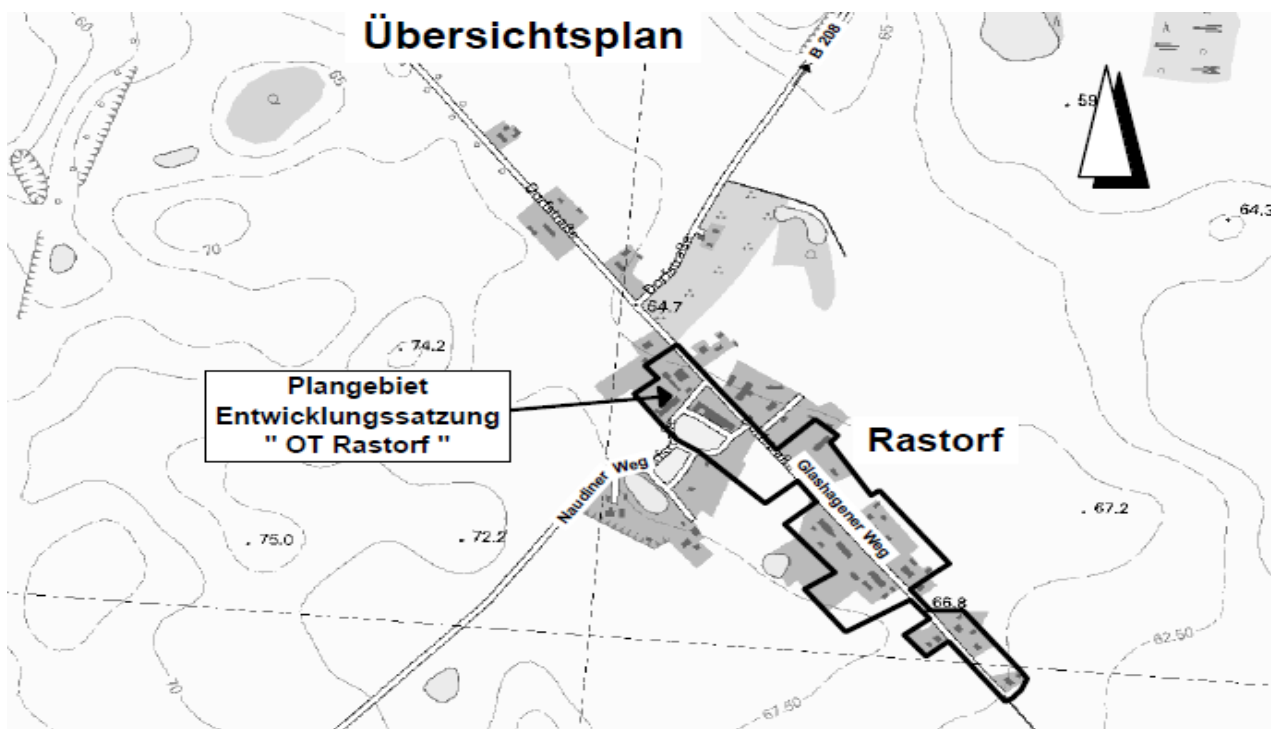 Übersichtsplan
B 208
60
65
65
59
64.3
70
Dorfstraße
Dorfstraße
64.7
74.2
Plangebiet
Entwicklungssatzung
" OT Rastorf "
Rastorf
Naudiner Weg
Glashagener Weg
67.2
75.0
72.2
66.8
62.50
70
67.50